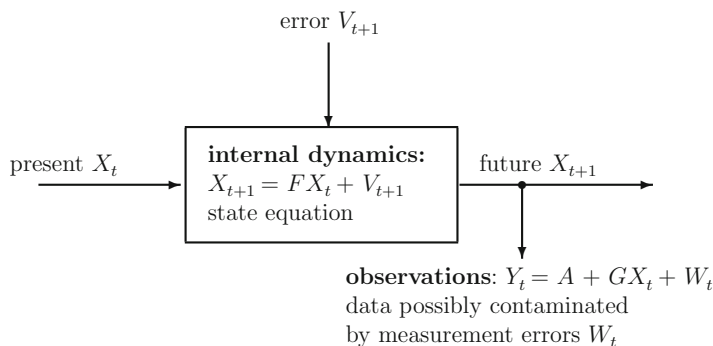 error V_{t+1}
present X_t
internal dynamics:
X_{t+1} = FX_t + V_{t+1}
state equation
future X_{t+1}
observations: Y_t = A + GX_t + W_t
data possibly contaminated
by measurement errors W_t